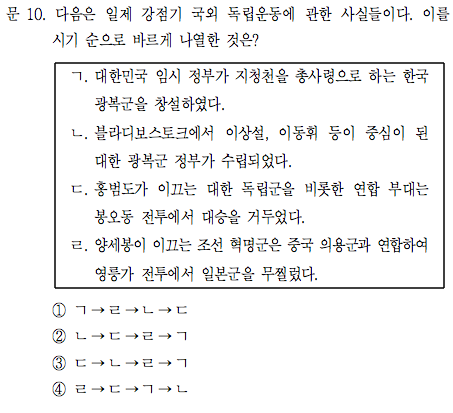 문 10. 다음은 일제 강점기 국외 독립운동에 관한 사실들이다. 이를
시기 순으로 바르게 나열한 것은?
ㄱ. 대한민국 임시 정부가 지청천을 총사령으로 하는 한국
광복군을 창설하였다.
ㄴ. 블라디보스토크에서 이상설, 이동휘 등이 중심이 된
대한 광복군 정부가 수립되었다.
ㄷ. 홍범도가 이끄는 대한 독립군을 비롯한 연합 부대는
봉오동 전투에서 대승을 거두었다.
ㄹ. 양세봉이 이끄는 조선 혁명군은 중국 의용군과 연합하여
영릉가 전투에서 일본군을 무찔렀다.
① ㄱ→ㄹ→ㄴ→ㄷ
② ㄴ→ㄷ→ㄹ→ㄱ
③ ㄷ→ㄴ→ㄹ→ㄱ
④ ㄹ→ㄷ→ㄱ→ㄴ